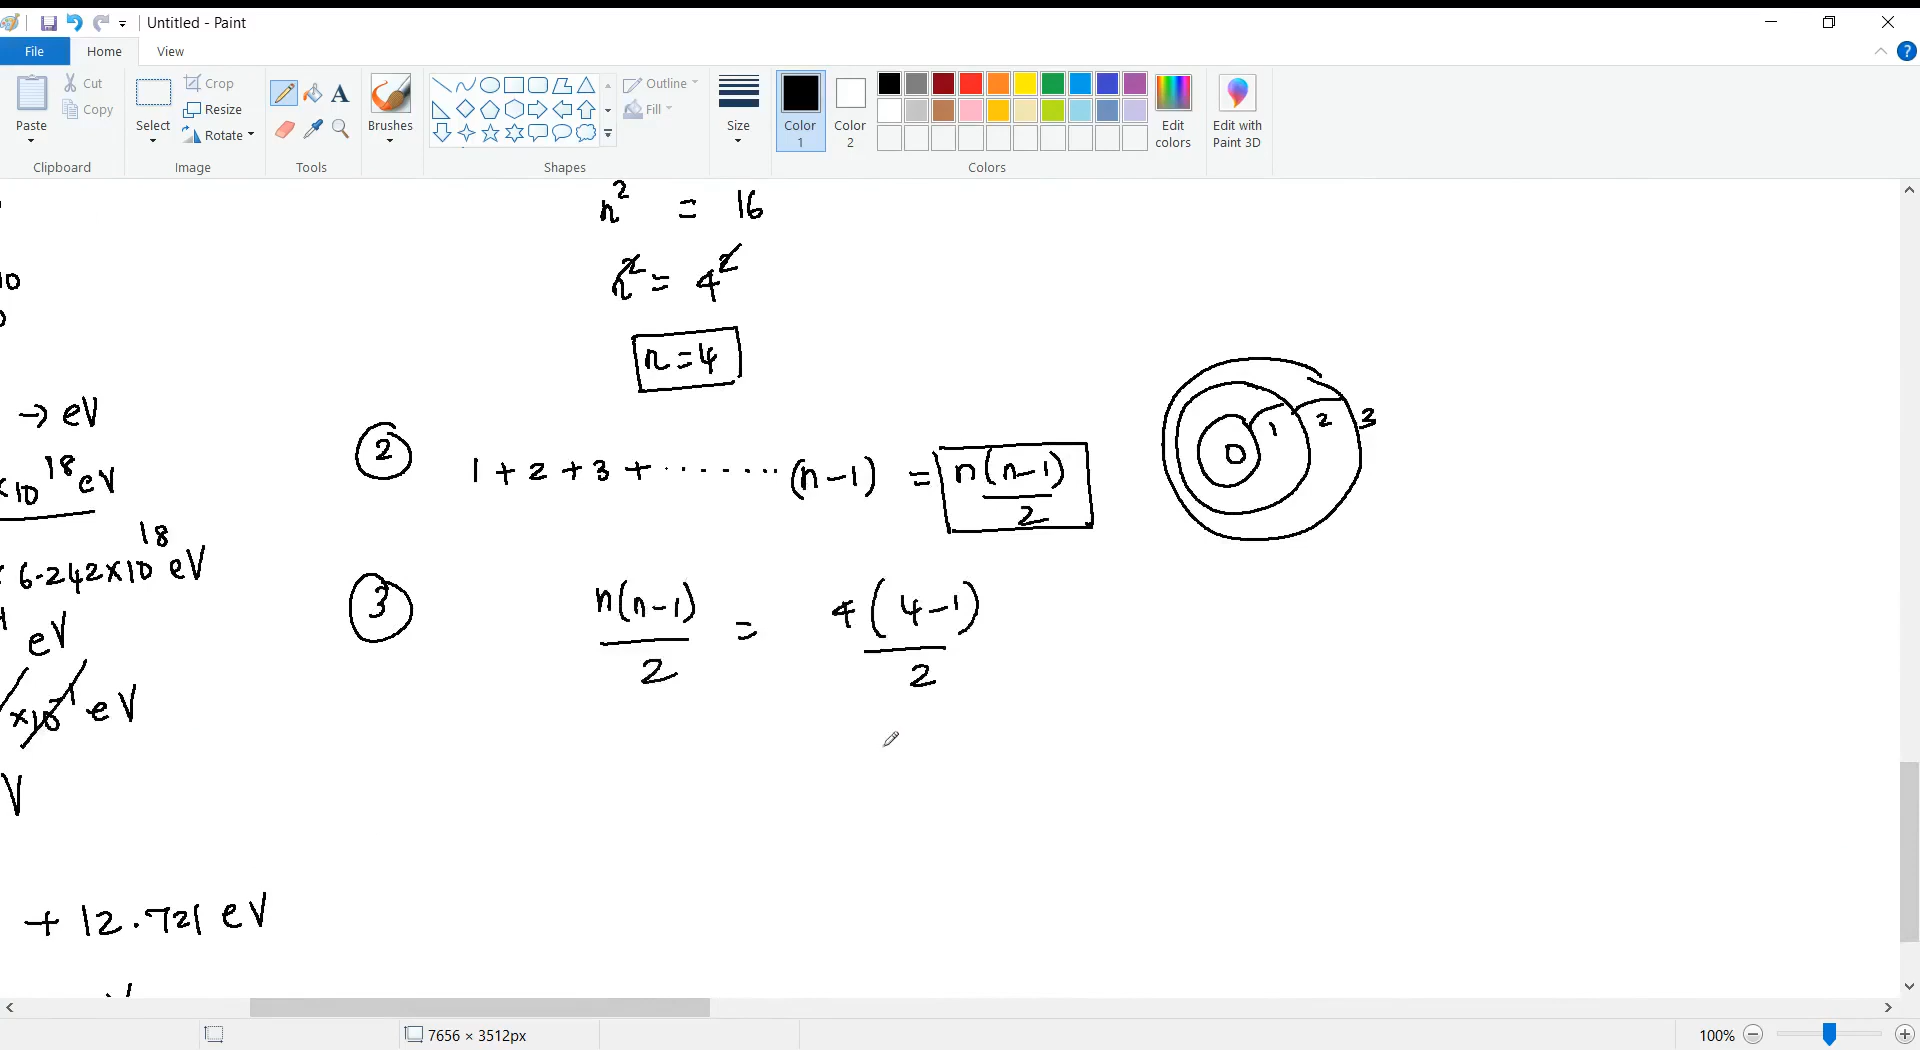 Untitled - Paint
File Home View
Cut
Copy
Paste
Clipboard
Select
Crop
Resize
Rotate
Image
Tools
Brushes
Shapes
Outline
Fill
Size
Color 1
Color 2
Colors
Edit colors
Edit with Paint 3D
n² = 16
n² = 4²
n = 4
10
→ eV
×10¹⁸ eV
6.242×10¹⁸ eV
eV
×10⁻¹ eV
V
+ 12.721 eV
② 1 + 2 + 3 + ........ (n-1) = n(n-1)/2
0 1 2 3
③ n(n-1)/2 = 4(4-1)/2
7656 × 3512px
100%